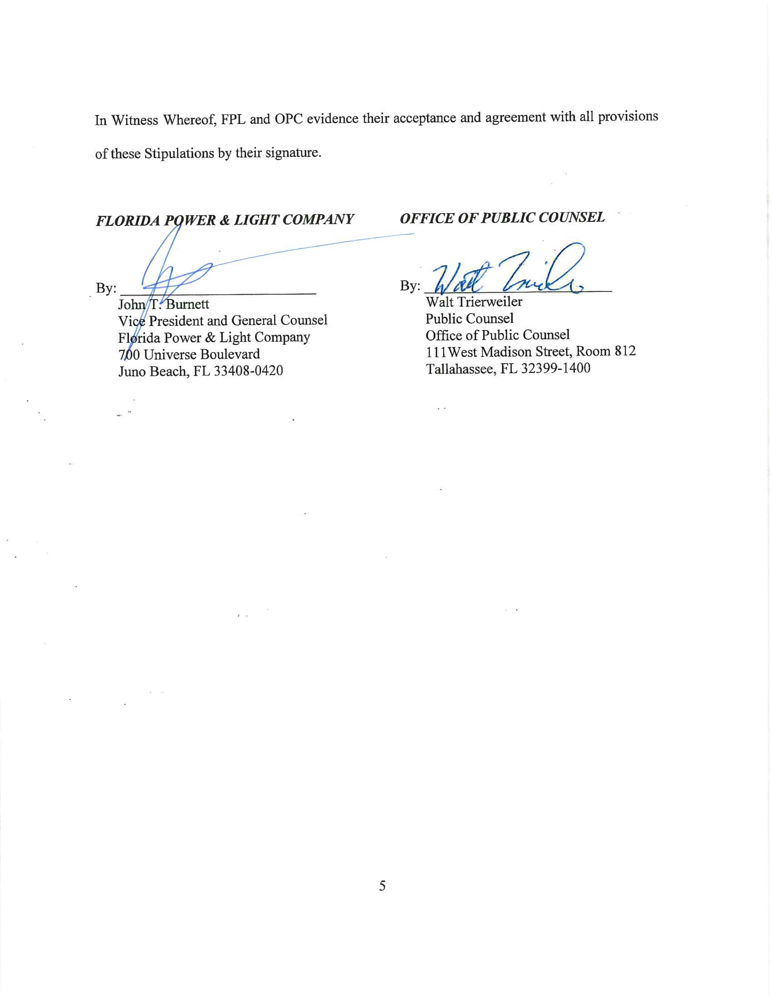 In Witness Whereof, FPL and OPC evidence their acceptance and agreement with all provisions
of these Stipulations by their signature.
FLORIDA POWER & LIGHT COMPANY
By:
John T. Burnett
Vice President and General Counsel
Florida Power & Light Company
700 Universe Boulevard
Juno Beach, FL 33408-0420
OFFICE OF PUBLIC COUNSEL
By: Walt
Walt Trierweiler
Public Counsel
Office of Public Counsel
111West Madison Street, Room 812
Tallahassee, FL 32399-1400
5